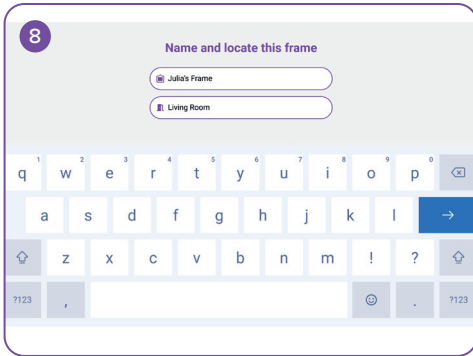 8
Name and locate this frame
Julia's Frame
Living Room
q 1 w 2 e 3 r 4 t 5 y 6 u 7 i 8 o 9 p 0
a s d f g h j k l
z x c v b n m ! ?
?123 , . ?123